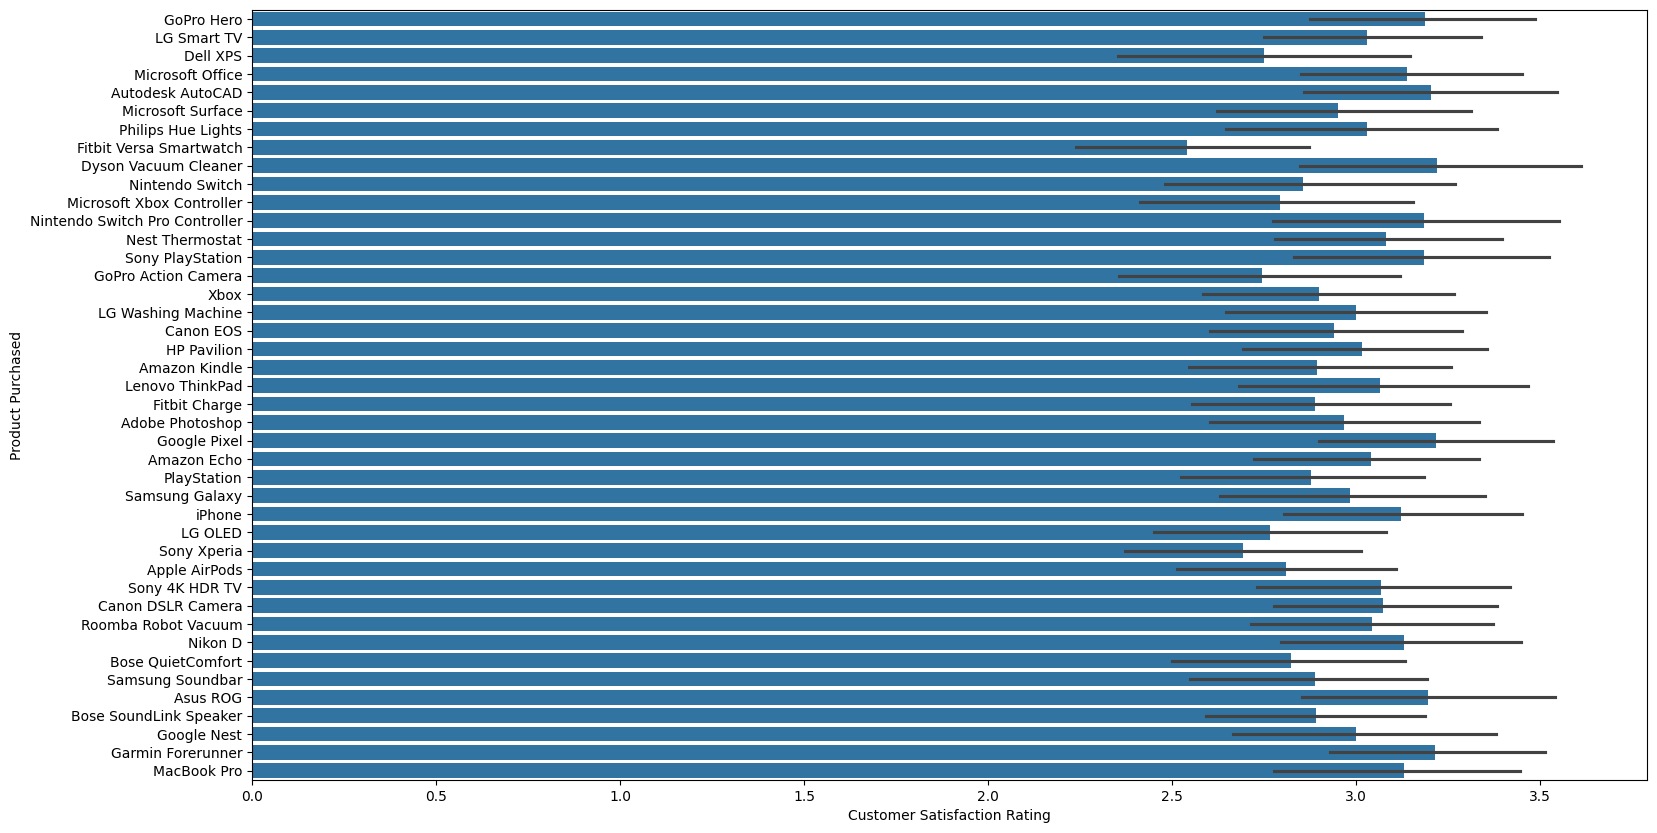 GoPro Hero
LG Smart TV
Dell XPS
Microsoft Office
Autodesk AutoCAD
Microsoft Surface
Philips Hue Lights
Fitbit Versa Smartwatch
Dyson Vacuum Cleaner
Nintendo Switch
Microsoft Xbox Controller
Nintendo Switch Pro Controller
Nest Thermostat
Sony PlayStation
GoPro Action Camera
Xbox
LG Washing Machine
Canon EOS
HP Pavilion
Amazon Kindle
Lenovo ThinkPad
Fitbit Charge
Adobe Photoshop
Google Pixel
Amazon Echo
PlayStation
Samsung Galaxy
iPhone
LG OLED
Sony Xperia
Apple AirPods
Sony 4K HDR TV
Canon DSLR Camera
Roomba Robot Vacuum
Nikon D
Bose QuietComfort
Samsung Soundbar
Asus ROG
Bose SoundLink Speaker
Google Nest
Garmin Forerunner
MacBook Pro
Product Purchased
0.0 0.5 1.0 1.5 2.0 2.5 3.0 3.5
Customer Satisfaction Rating